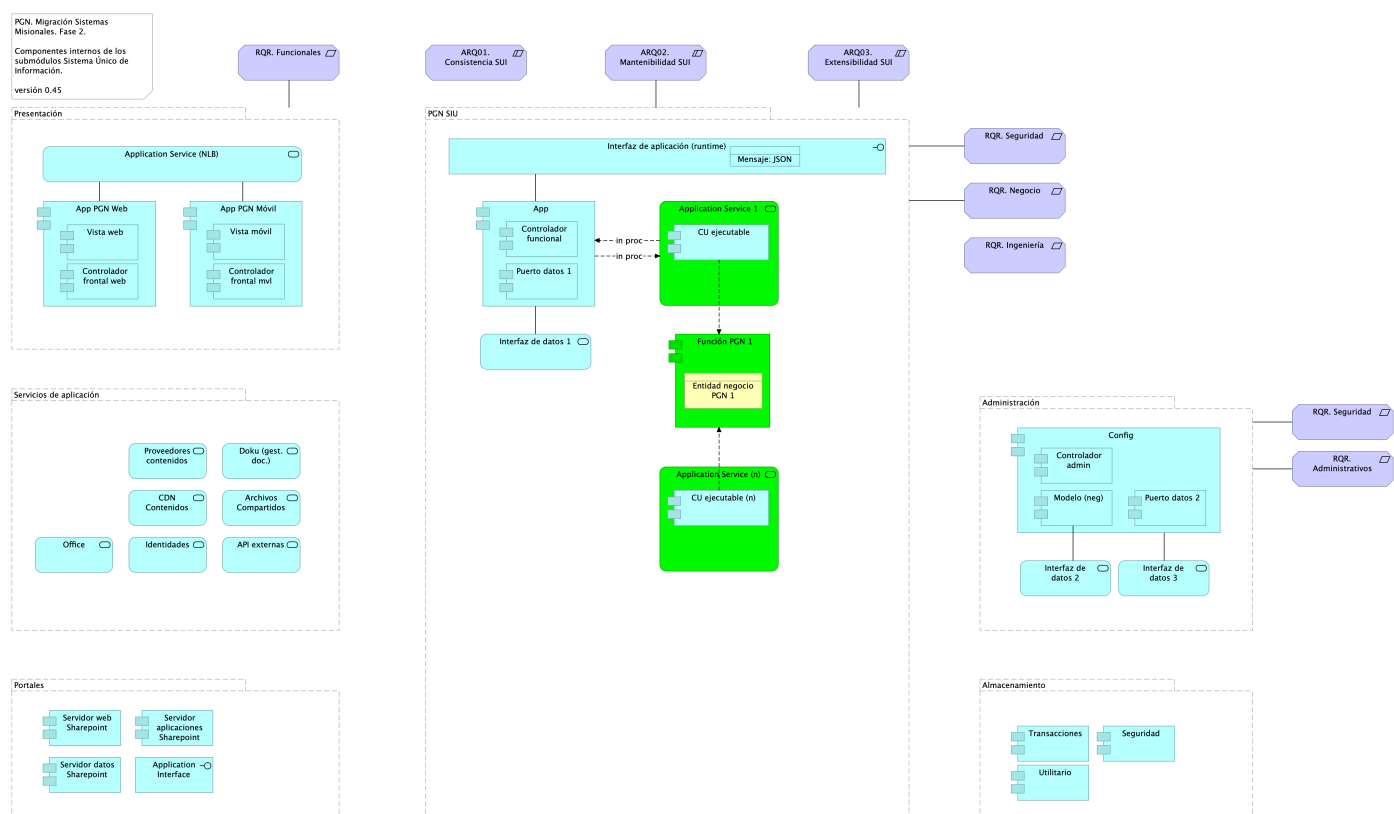 PGN. Migración Sistemas
Misionales. Fase 2.
Componentes internos de los
submódulos Sistema Único de
Información.
versión 0.45
RQR. Funcionales
ARQ01.
Consistencia SUI
ARQ02.
Mantenibilidad SUI
ARQ03.
Extensibilidad SUI
Presentación
Application Service (NLB)
App PGN Web
Vista web
Controlador
frontal web
App PGN Móvil
Vista móvil
Controlador
frontal mvl
PGN SIU
Interfaz de aplicación (runtime)
Mensaje: JSON
App
Controlador
funcional
Puerto datos 1
in proc
in proc
Application Service 1
CU ejecutable
Interfaz de datos 1
Función PGN 1
Entidad negocio
PGN 1
Application Service (n)
CU ejecutable (n)
RQR. Seguridad
RQR. Negocio
RQR. Ingeniería
Servicios de aplicación
Proveedores
contenidos
Doku (gest.
doc.)
CDN
Contenidos
Archivos
Compartidos
Office
Identidades
API externas
Administración
Config
Controlador
admin
Modelo (neg)
Puerto datos 2
Interfaz de
datos 2
Interfaz de
datos 3
RQR. Seguridad
RQR.
Administrativos
Portales
Servidor web
Sharepoint
Servidor
aplicaciones
Sharepoint
Servidor datos
Sharepoint
Application
Interface
Almacenamiento
Transacciones
Seguridad
Utilitario